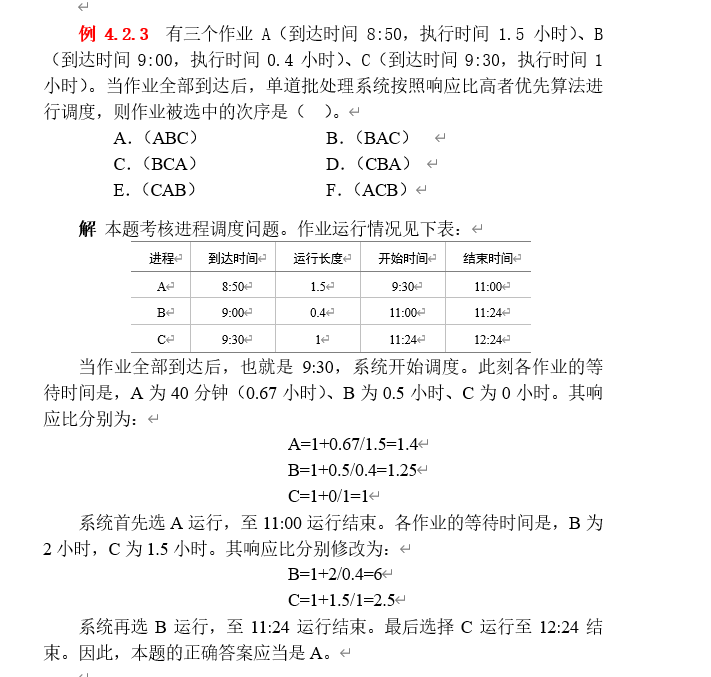 例 4.2.3 有三个作业 A（到达时间 8:50，执行时间 1.5 小时）、B
（到达时间 9:00，执行时间 0.4 小时）、C（到达时间 9:30，执行时间 1
小时）。当作业全部到达后，单道批处理系统按照响应比高者优先算法进
行调度，则作业被选中的次序是（ ）。
A.（ABC） B.（BAC）
C.（BCA） D.（CBA）
E.（CAB） F.（ACB）
解 本题考核进程调度问题。作业运行情况见下表：
进程 到达时间 运行长度 开始时间 结束时间
A 8:50 1.5 9:30 11:00
B 9:00 0.4 11:00 11:24
C 9:30 1 11:24 12:24
当作业全部到达后，也就是 9:30，系统开始调度。此刻各作业的等
待时间是，A 为 40 分钟（0.67 小时）、B 为 0.5 小时、C 为 0 小时。其响
应比分别为：
A=1+0.67/1.5=1.4
B=1+0.5/0.4=1.25
C=1+0/1=1
系统首先选 A 运行，至 11:00 运行结束。各作业的等待时间是，B 为
2 小时，C 为 1.5 小时。其响应比分别修改为：
B=1+2/0.4=6
C=1+1.5/1=2.5
系统再选 B 运行，至 11:24 运行结束。最后选择 C 运行至 12:24 结
束。因此，本题的正确答案应当是 A。